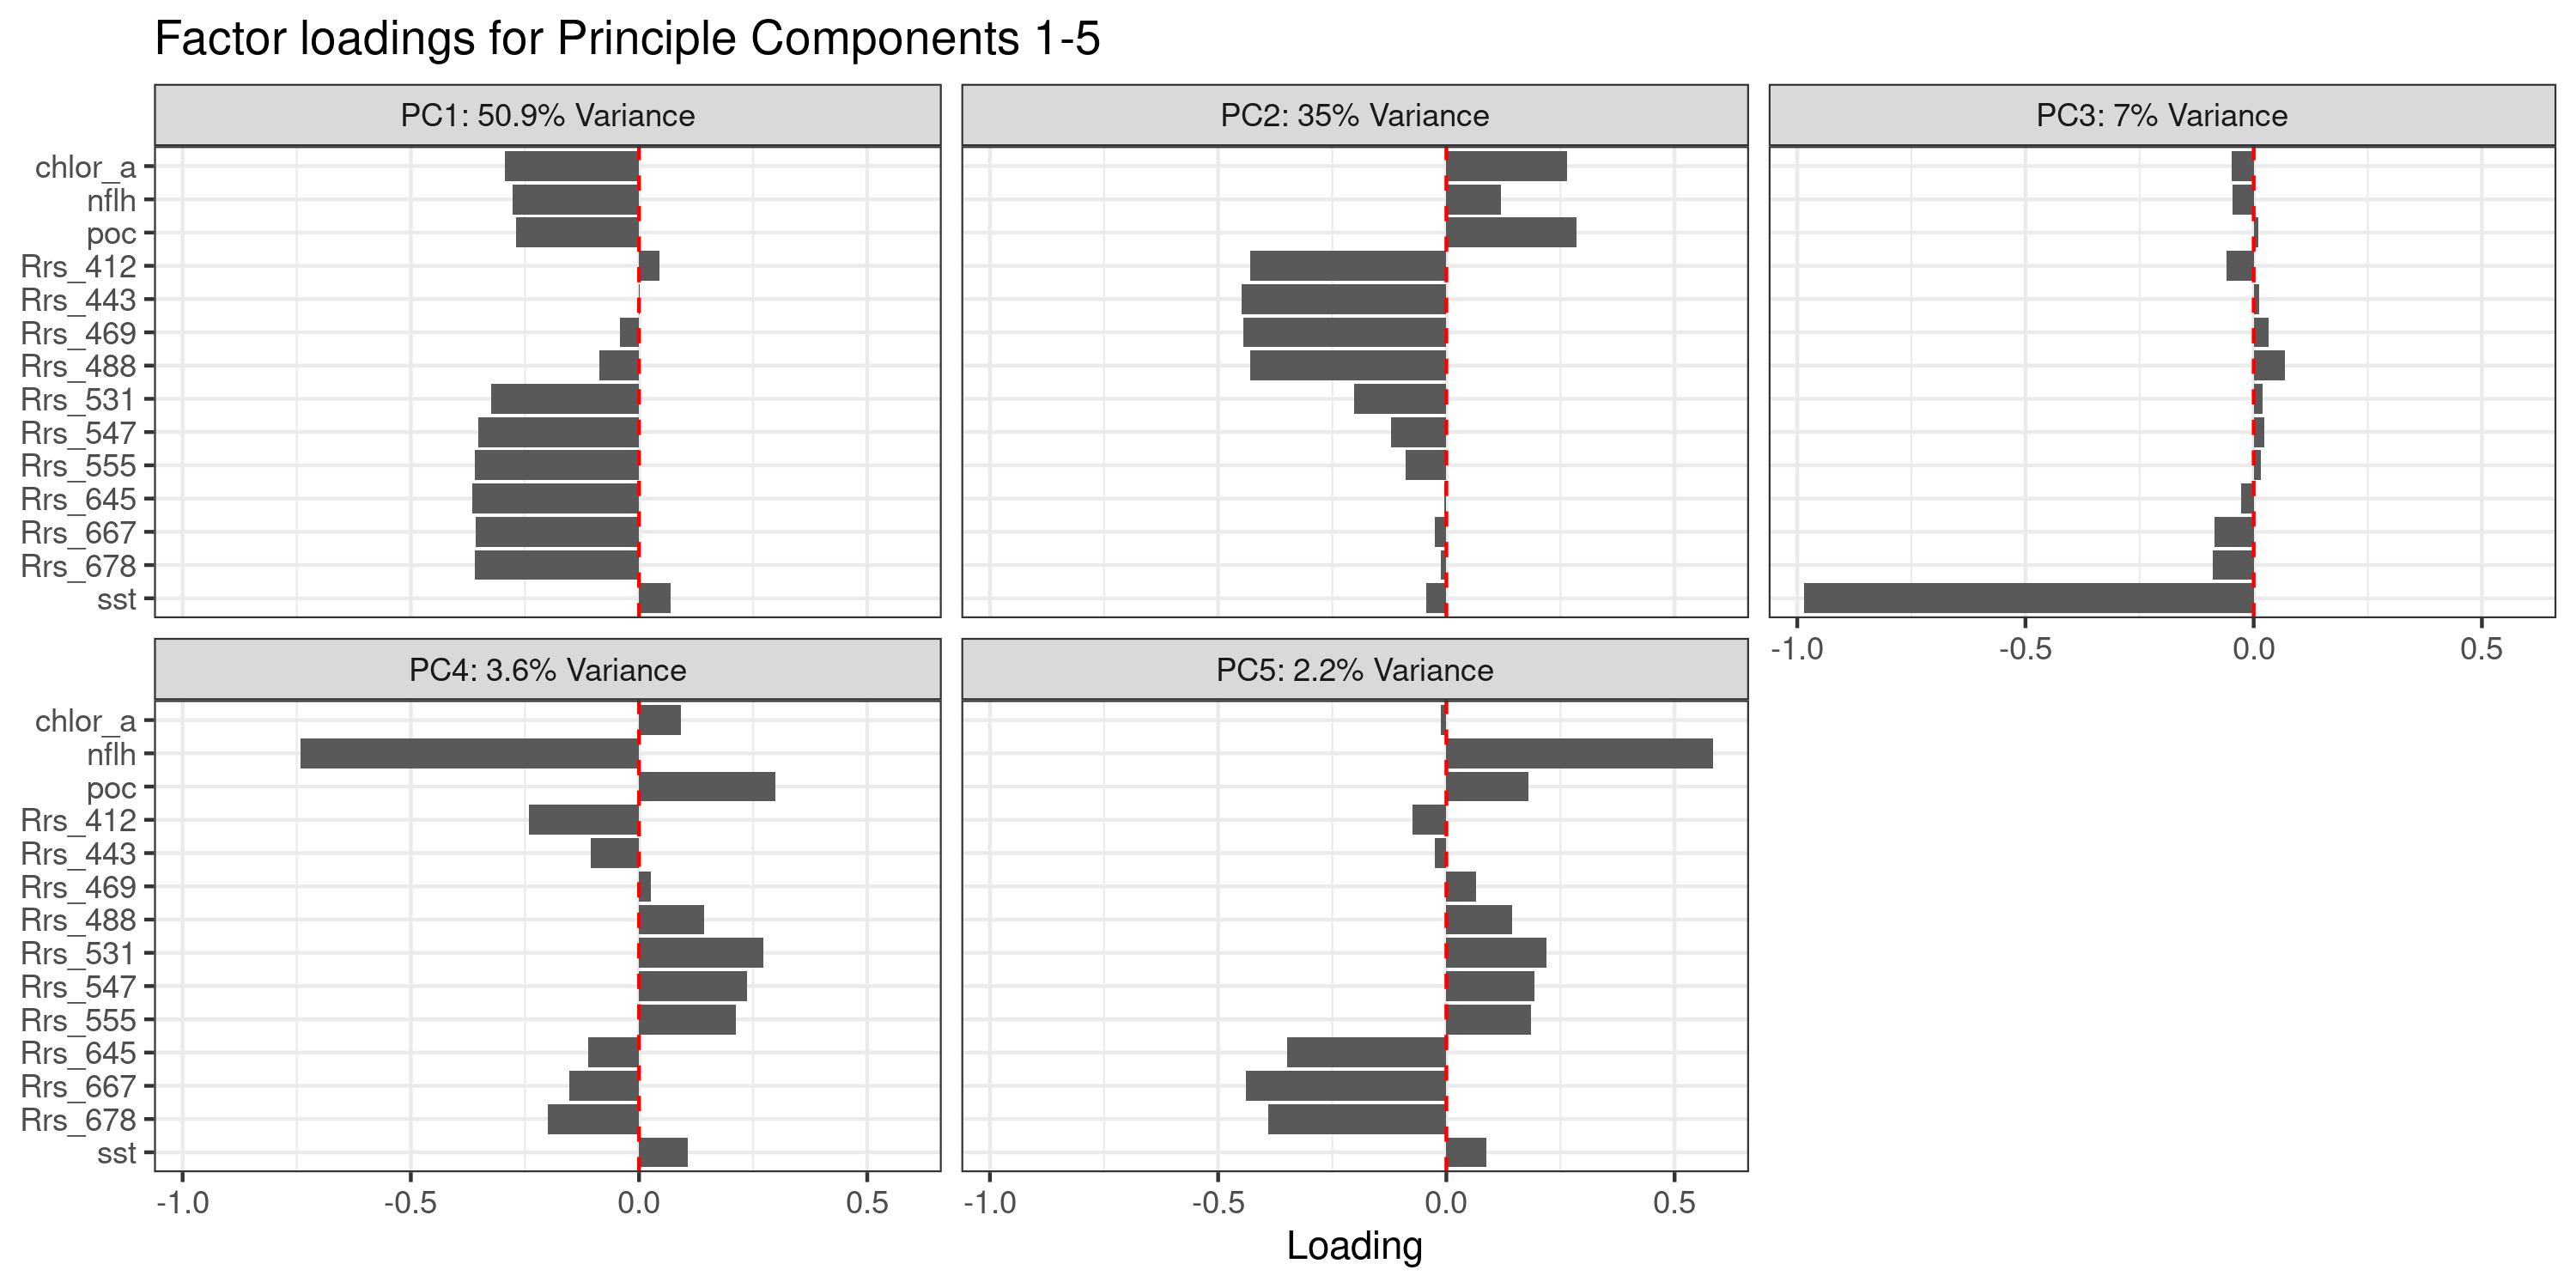 Factor loadings for Principle Components 1-5
PC1: 50.9% Variance
PC2: 35% Variance
PC3: 7% Variance
chlor_a
nflh
poc
Rrs_412
Rrs_443
Rrs_469
Rrs_488
Rrs_531
Rrs_547
Rrs_555
Rrs_645
Rrs_667
Rrs_678
sst
-1.0 -0.5 0.0 0.5
PC4: 3.6% Variance
PC5: 2.2% Variance
chlor_a
nflh
poc
Rrs_412
Rrs_443
Rrs_469
Rrs_488
Rrs_531
Rrs_547
Rrs_555
Rrs_645
Rrs_667
Rrs_678
sst
-1.0 -0.5 0.0 0.5
-1.0 -0.5 0.0 0.5
Loading